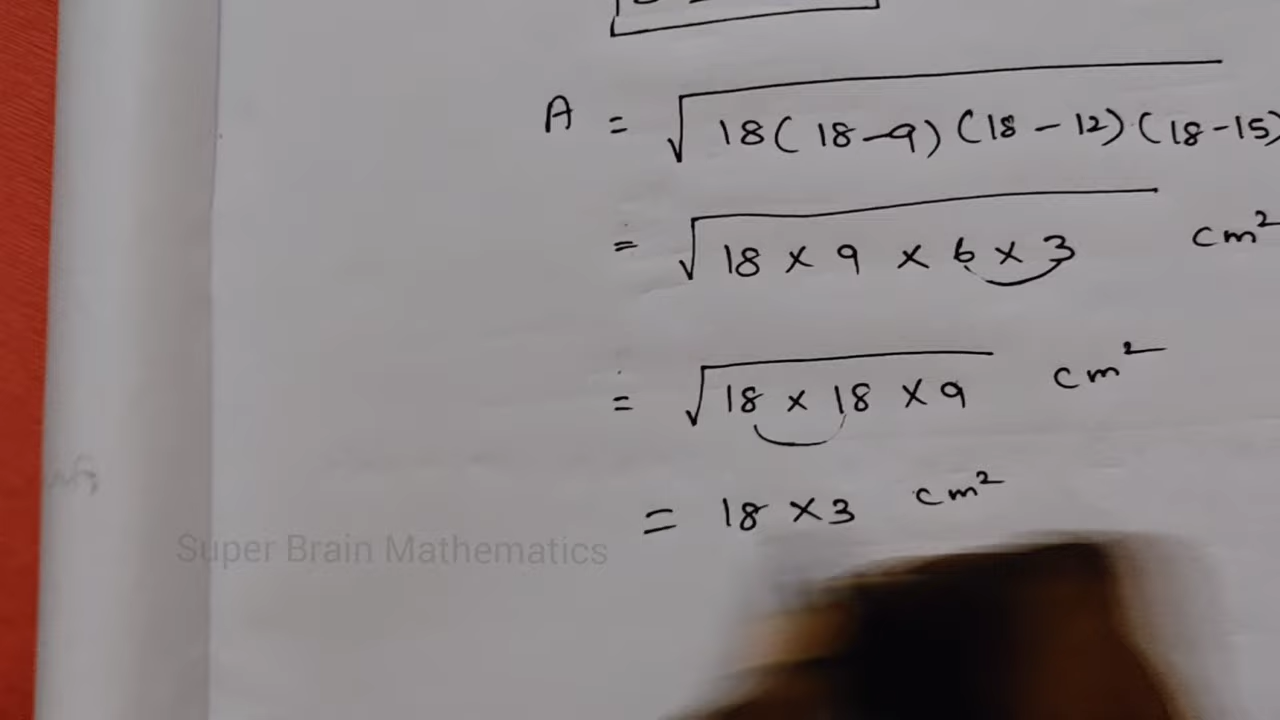 A = √18(18-9)(18-12)(18-15)
= √18 × 9 × 6 × 3 cm²
= √18 × 18 × 9 cm²
= 18 × 3 cm²
Super Brain Mathematics